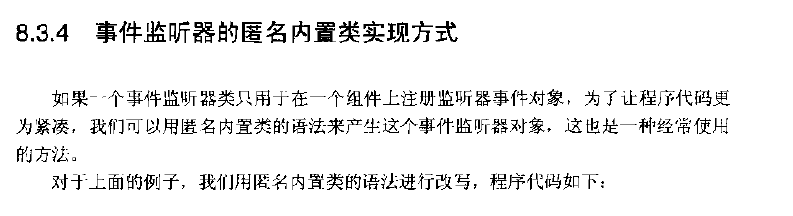 8.3.4 事件监听器的匿名内置类实现方式
如果一个事件监听器类只用于在一个组件上注册监听器事件对象，为了让程序代码更
为紧凑，我们可以用匿名内置类的语法来产生这个事件监听器对象，这也是一种经常使用
的方法。
对于上面的例子，我们用匿名内置类的语法进行改写，程序代码如下：